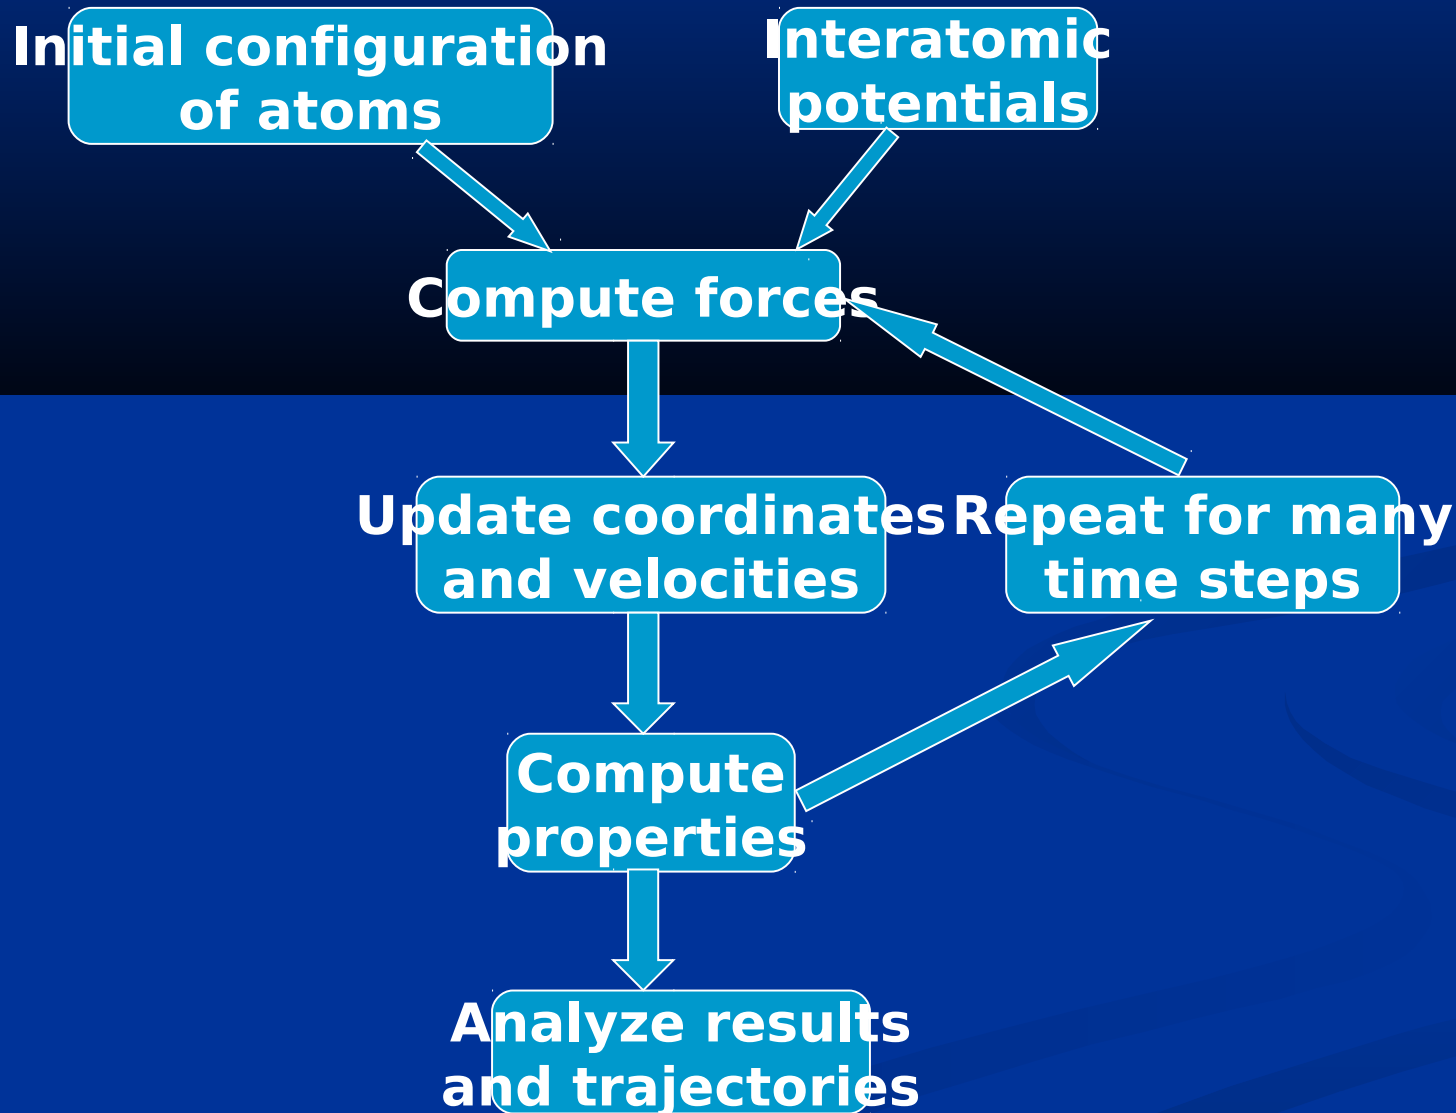 Initial configuration
of atoms
Interatomic
potentials
Compute forces
Update coordinates
and velocities
Repeat for many
time steps
Compute
properties
Analyze results
and trajectories